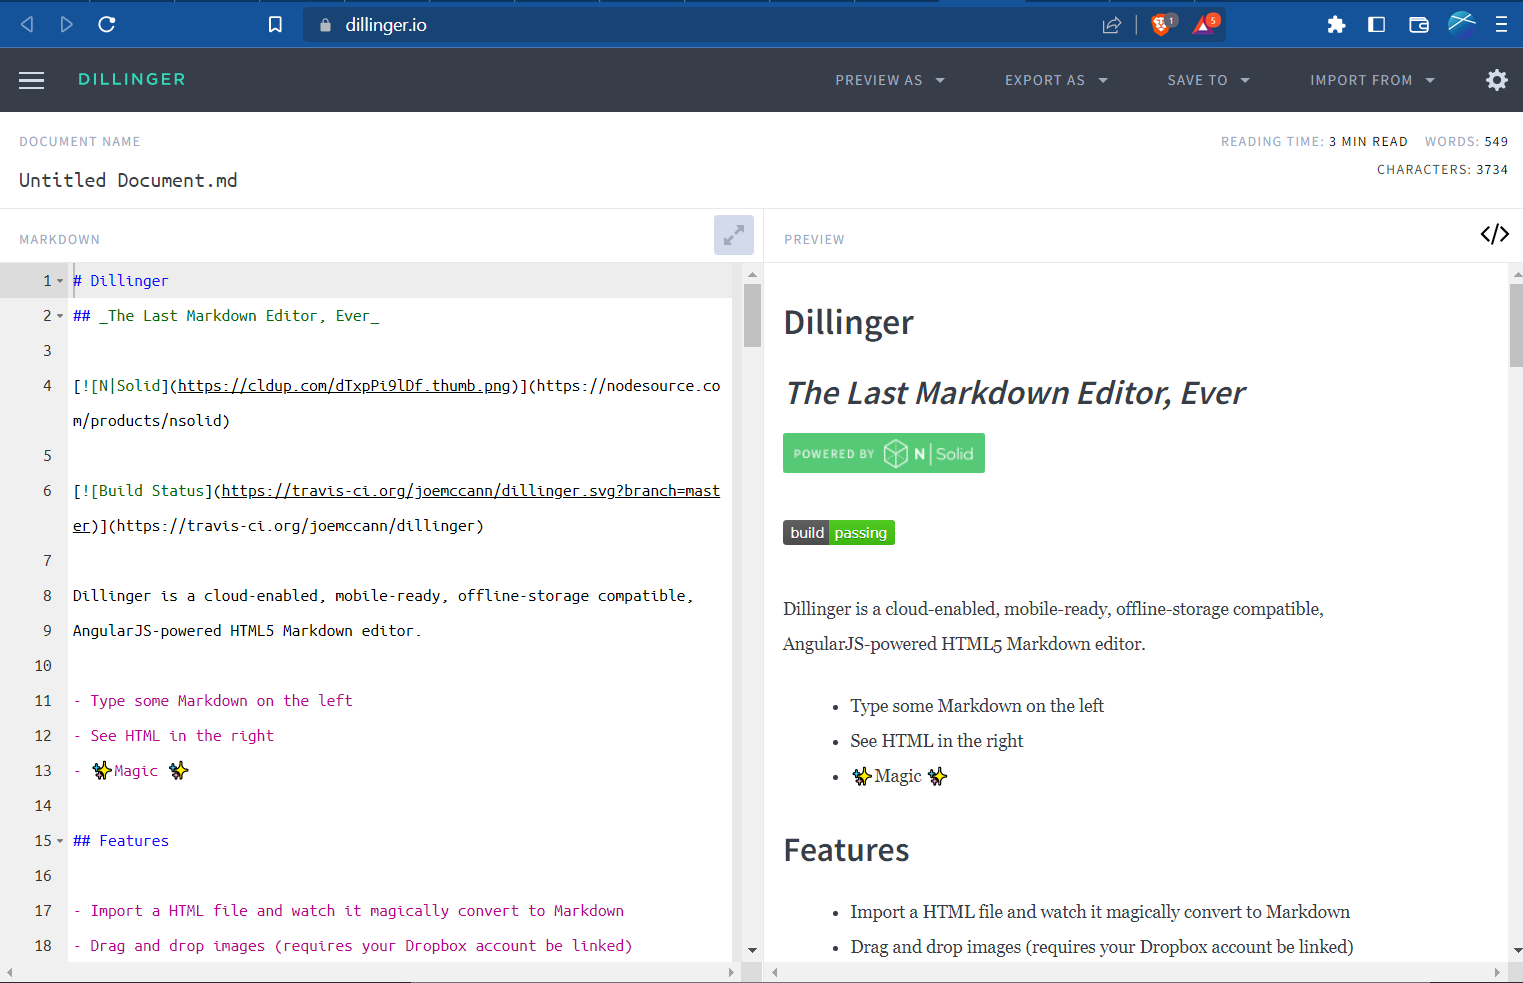 dillinger.io
1
5
DILLINGER
PREVIEW AS
EXPORT AS
SAVE TO
IMPORT FROM
DOCUMENT NAME
READING TIME: 3 MIN READ WORDS: 549
Untitled Document.md
CHARACTERS: 3734
MARKDOWN
1 # Dillinger
2 ## _The Last Markdown Editor, Ever_
3
4 [![N|Solid](https://cldup.com/dTxpPi9lDf.thumb.png)](https://nodesource.co
m/products/nsolid)
5
6 [![Build Status](https://travis-ci.org/joemccann/dillinger.svg?branch=mast
er)](https://travis-ci.org/joemccann/dillinger)
7
8 Dillinger is a cloud-enabled, mobile-ready, offline-storage compatible,
9 AngularJS-powered HTML5 Markdown editor.
10
11 - Type some Markdown on the left
12 - See HTML in the right
13 - ✨Magic ✨
14
15 ## Features
16
17 - Import a HTML file and watch it magically convert to Markdown
18 - Drag and drop images (requires your Dropbox account be linked)
PREVIEW
</>
Dillinger
The Last Markdown Editor, Ever
POWERED BY N|Solid
build passing
Dillinger is a cloud-enabled, mobile-ready, offline-storage compatible,
AngularJS-powered HTML5 Markdown editor.
• Type some Markdown on the left
• See HTML in the right
• ✨Magic ✨
Features
• Import a HTML file and watch it magically convert to Markdown
• Drag and drop images (requires your Dropbox account be linked)